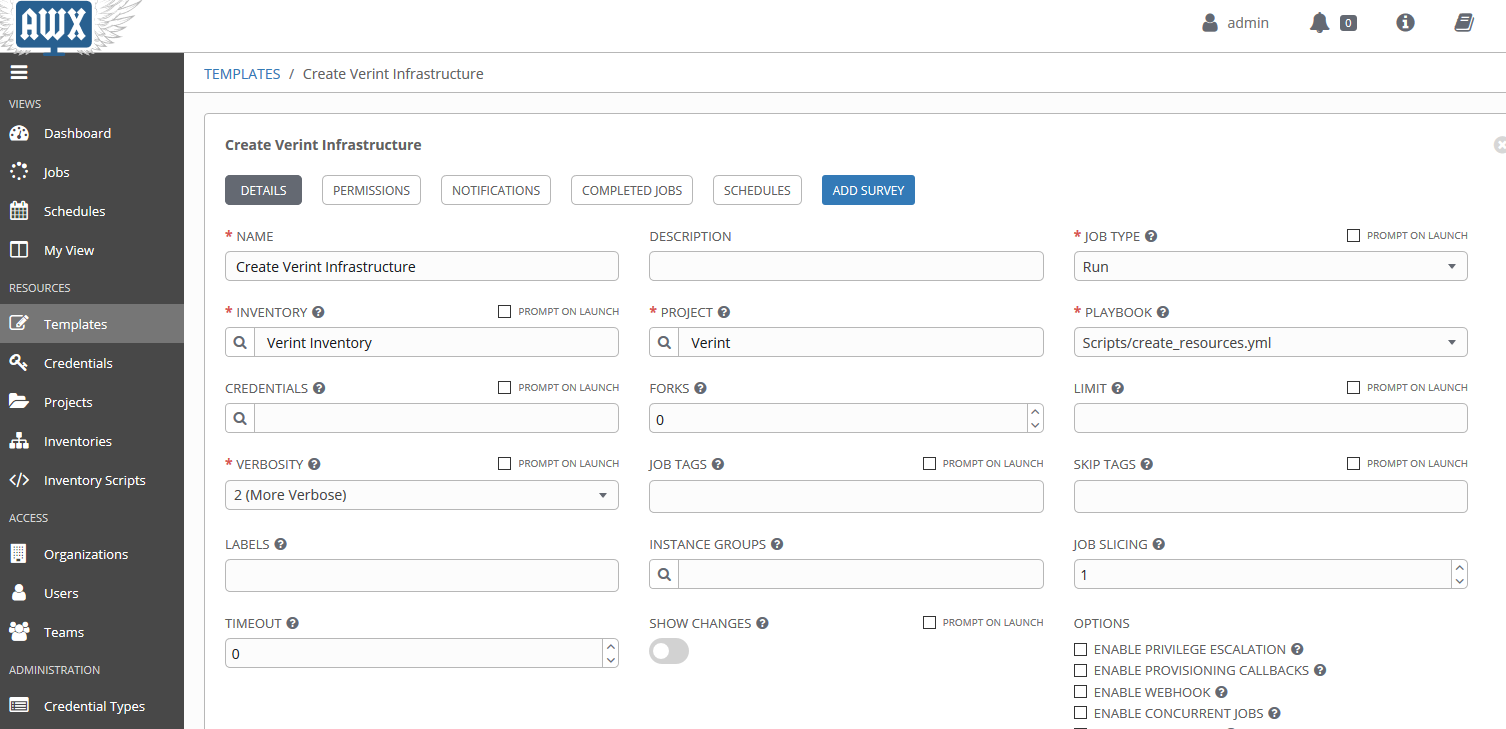 AWX
admin
0
TEMPLATES / Create Verint Infrastructure
VIEWS
Dashboard
Jobs
Schedules
My View
RESOURCES
Templates
Credentials
Projects
Inventories
Inventory Scripts
ACCESS
Organizations
Users
Teams
ADMINISTRATION
Credential Types
Create Verint Infrastructure
DETAILS PERMISSIONS NOTIFICATIONS COMPLETED JOBS SCHEDULES ADD SURVEY
* NAME DESCRIPTION * JOB TYPE PROMPT ON LAUNCH
Create Verint Infrastructure Run
* INVENTORY PROMPT ON LAUNCH * PROJECT * PLAYBOOK
Verint Inventory Verint Scripts/create_resources.yml
CREDENTIALS PROMPT ON LAUNCH FORKS LIMIT PROMPT ON LAUNCH
0
* VERBOSITY PROMPT ON LAUNCH JOB TAGS PROMPT ON LAUNCH SKIP TAGS PROMPT ON LAUNCH
2 (More Verbose)
LABELS INSTANCE GROUPS JOB SLICING
1
TIMEOUT SHOW CHANGES PROMPT ON LAUNCH OPTIONS
0
ENABLE PRIVILEGE ESCALATION
ENABLE PROVISIONING CALLBACKS
ENABLE WEBHOOK
ENABLE CONCURRENT JOBS